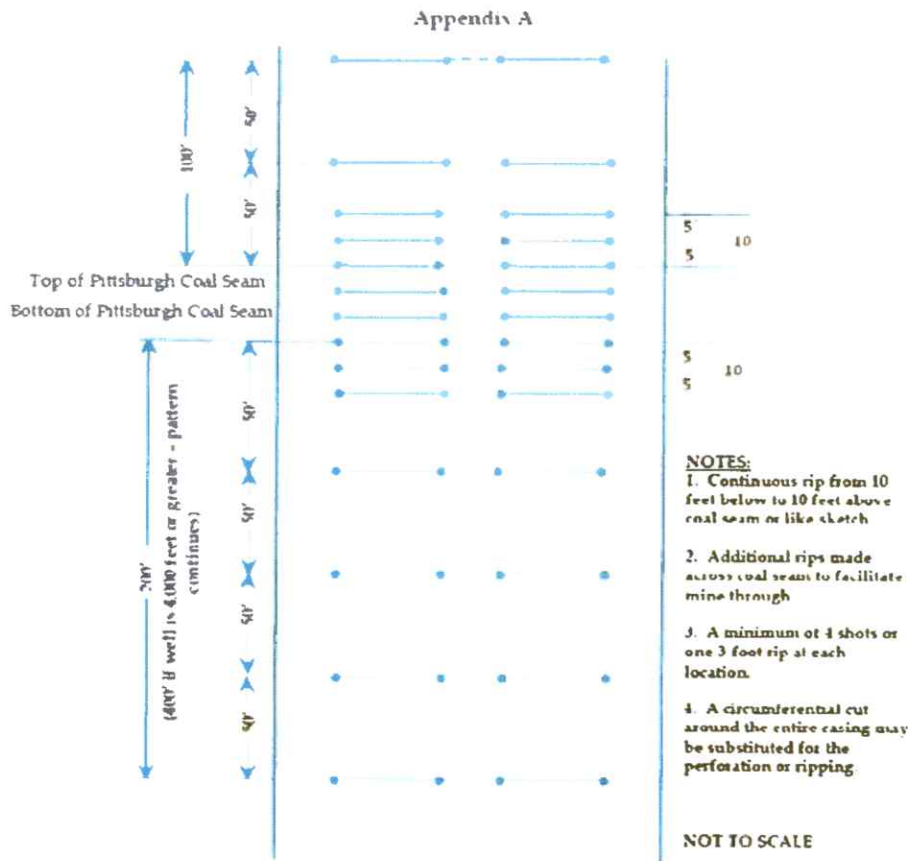 Appendix A
100'
50'
50'
5
5
10
Top of Pittsburgh Coal Seam
Bottom of Pittsburgh Coal Seam
5
5
10
200'
(400' if well is 4,000 feet or greater - pattern
continues)
50'
50'
50'
50'
NOTES:
1. Continuous rip from 10
feet below to 10 feet above
coal seam or like sketch
2. Additional rips made
across coal seam to facilitate
mine through
3. A minimum of 4 shots or
one 3 foot rip at each
location.
4. A circumferential cut
around the entire casing may
be substituted for the
perforation or ripping
NOT TO SCALE